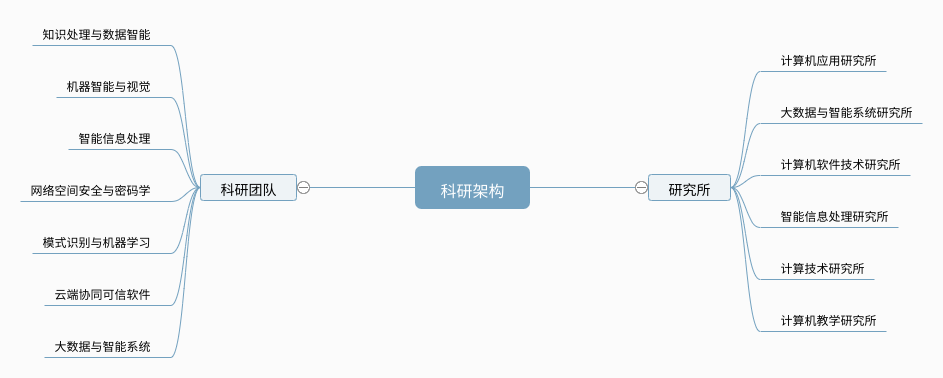 科研架构
科研团队
知识处理与数据智能
机器智能与视觉
智能信息处理
网络空间安全与密码学
模式识别与机器学习
云端协同可信软件
大数据与智能系统
研究所
计算机应用研究所
大数据与智能系统研究所
计算机软件技术研究所
智能信息处理研究所
计算技术研究所
计算机教学研究所